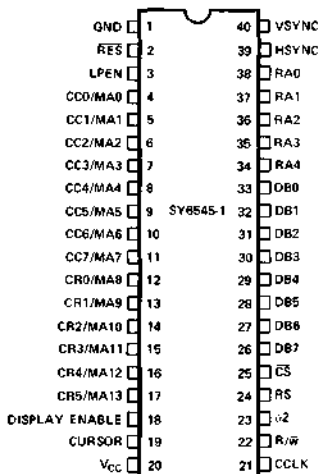 GND 1 40 VSYNC
R̅E̅S̅ 2 39 HSYNC
LPEN 3 38 RA0
CC0/MA0 4 37 RA1
CC1/MA1 5 36 RA2
CC2/MA2 6 35 RA3
CC3/MA3 7 34 RA4
CC4/MA4 8 33 DB0
CC5/MA5 9 SY6545-1 32 DB1
CC6/MA6 10 31 DB2
CC7/MA7 11 30 DB3
CR0/MA8 12 29 DB4
CR1/MA9 13 28 DB5
CR2/MA10 14 27 DB6
CR3/MA11 15 26 DB7
CR4/MA12 16 25 C̅S̅
CR5/MA13 17 24 RS
DISPLAY ENABLE 18 23 ø2
CURSOR 19 22 R/W̅
VCC 20 21 CCLK